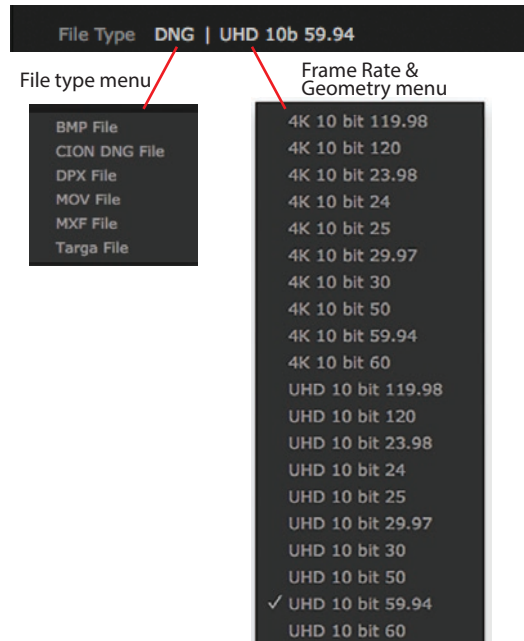 File Type DNG | UHD 10b 59.94
File type menu
BMP File
CION DNG File
DPX File
MOV File
MXF File
Targa File
Frame Rate &
Geometry menu
4K 10 bit 119.98
4K 10 bit 120
4K 10 bit 23.98
4K 10 bit 24
4K 10 bit 25
4K 10 bit 29.97
4K 10 bit 30
4K 10 bit 50
4K 10 bit 59.94
4K 10 bit 60
UHD 10 bit 119.98
UHD 10 bit 120
UHD 10 bit 23.98
UHD 10 bit 24
UHD 10 bit 25
UHD 10 bit 29.97
UHD 10 bit 30
UHD 10 bit 50
✓ UHD 10 bit 59.94
UHD 10 bit 60